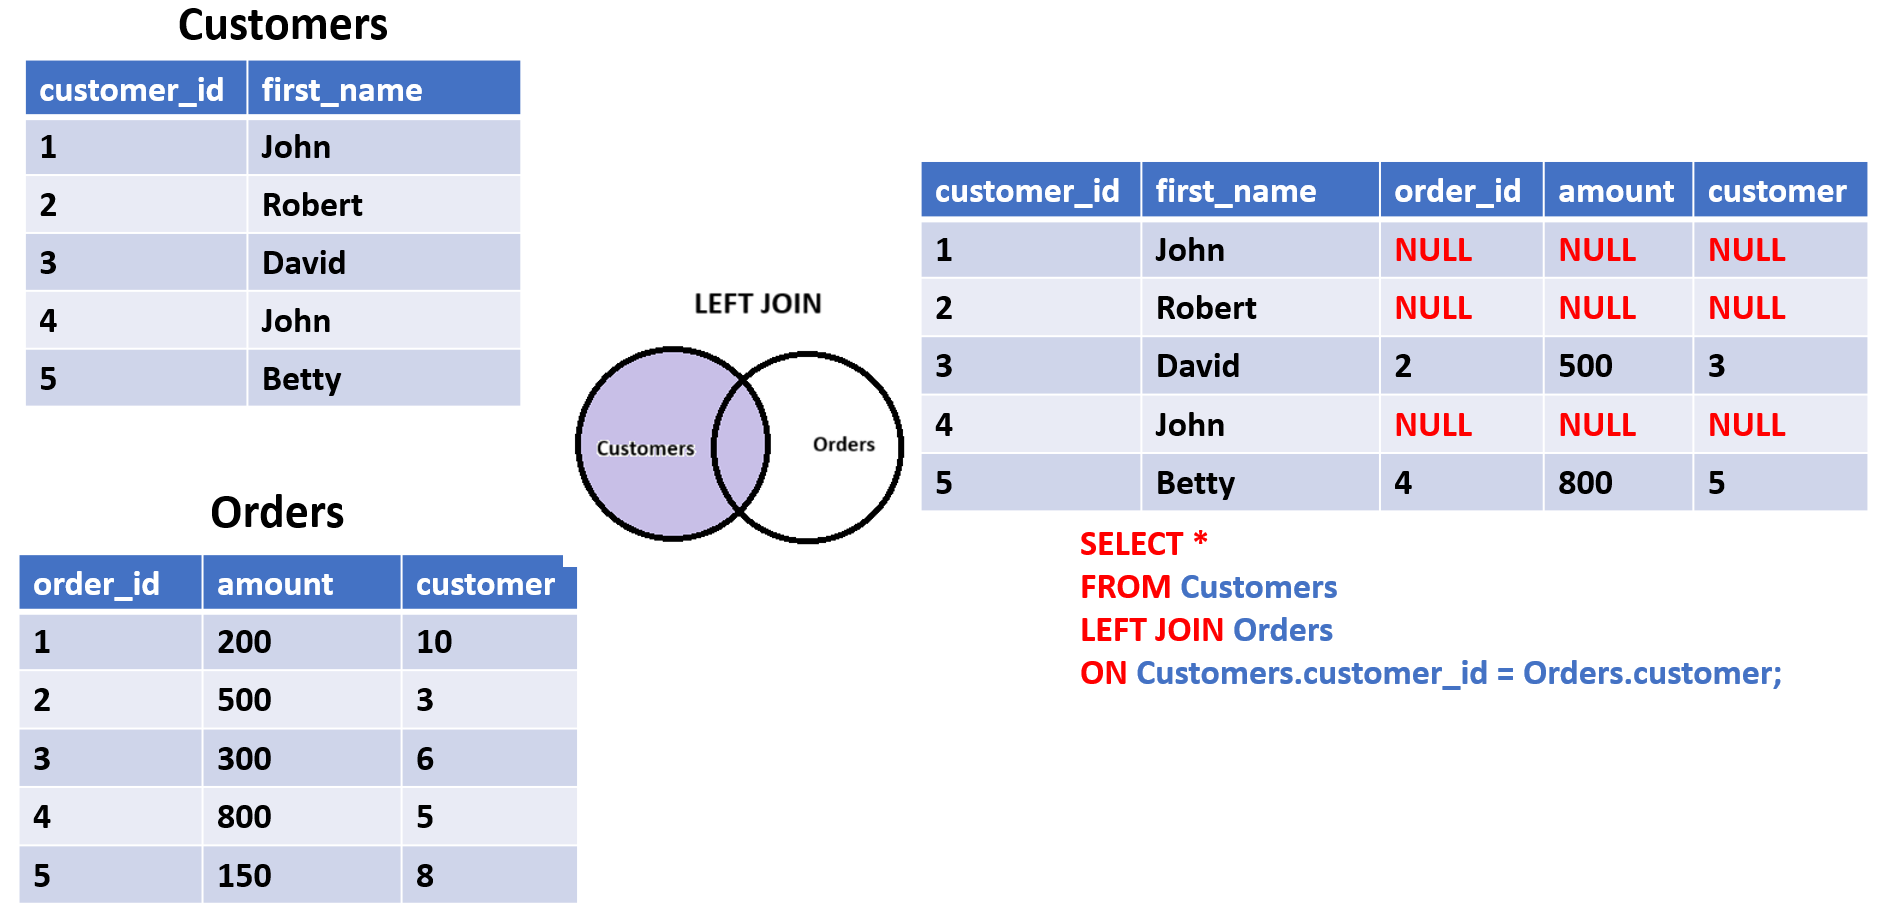 Customers
customer_id first_name
1 John
2 Robert
3 David
4 John
5 Betty
Orders
order_id amount customer
1 200 10
2 500 3
3 300 6
4 800 5
5 150 8
LEFT JOIN
Customers Orders
customer_id first_name order_id amount customer
1 John NULL NULL NULL
2 Robert NULL NULL NULL
3 David 2 500 3
4 John NULL NULL NULL
5 Betty 4 800 5
SELECT *
FROM Customers
LEFT JOIN Orders
ON Customers.customer_id = Orders.customer;